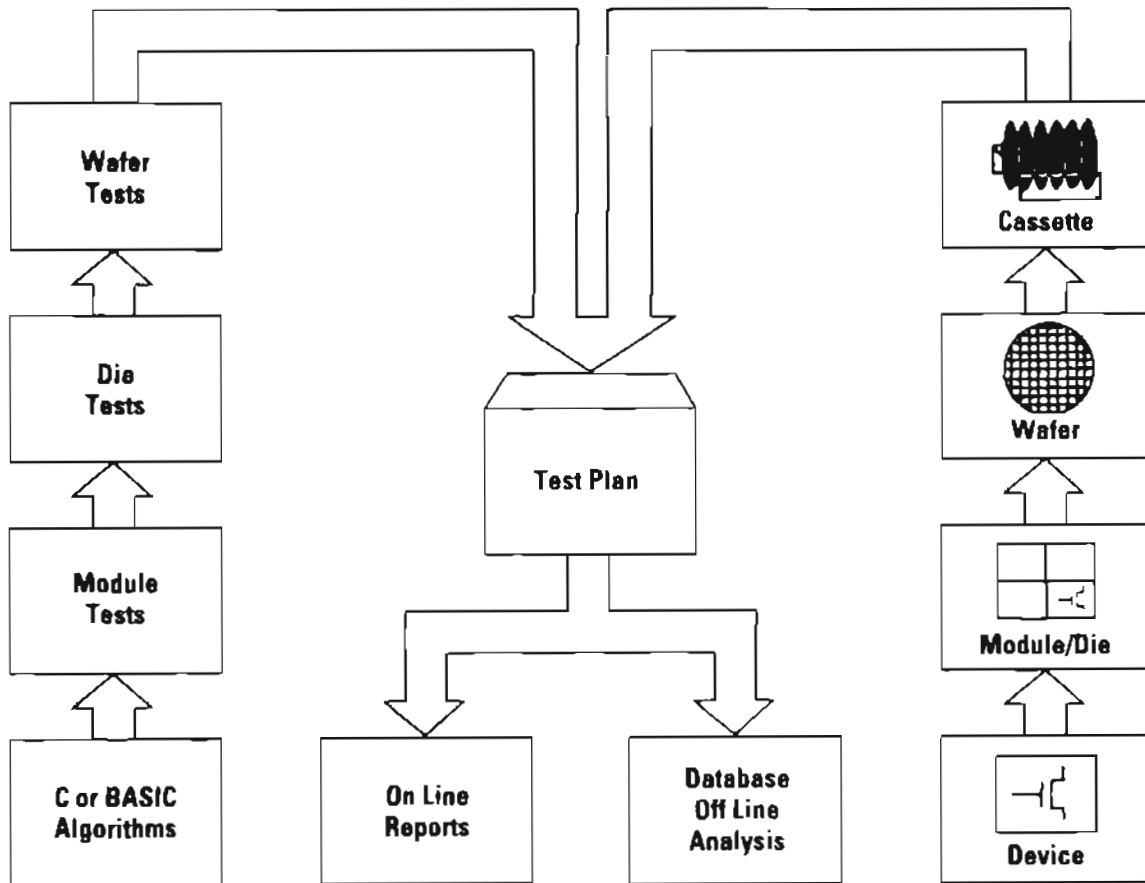 Wafer
Tests
Cassette
Die
Tests
Wafer
Test Plan
Module
Tests
Module/Die
C or BASIC
Algorithms
On Line
Reports
Database
Off Line
Analysis
Device